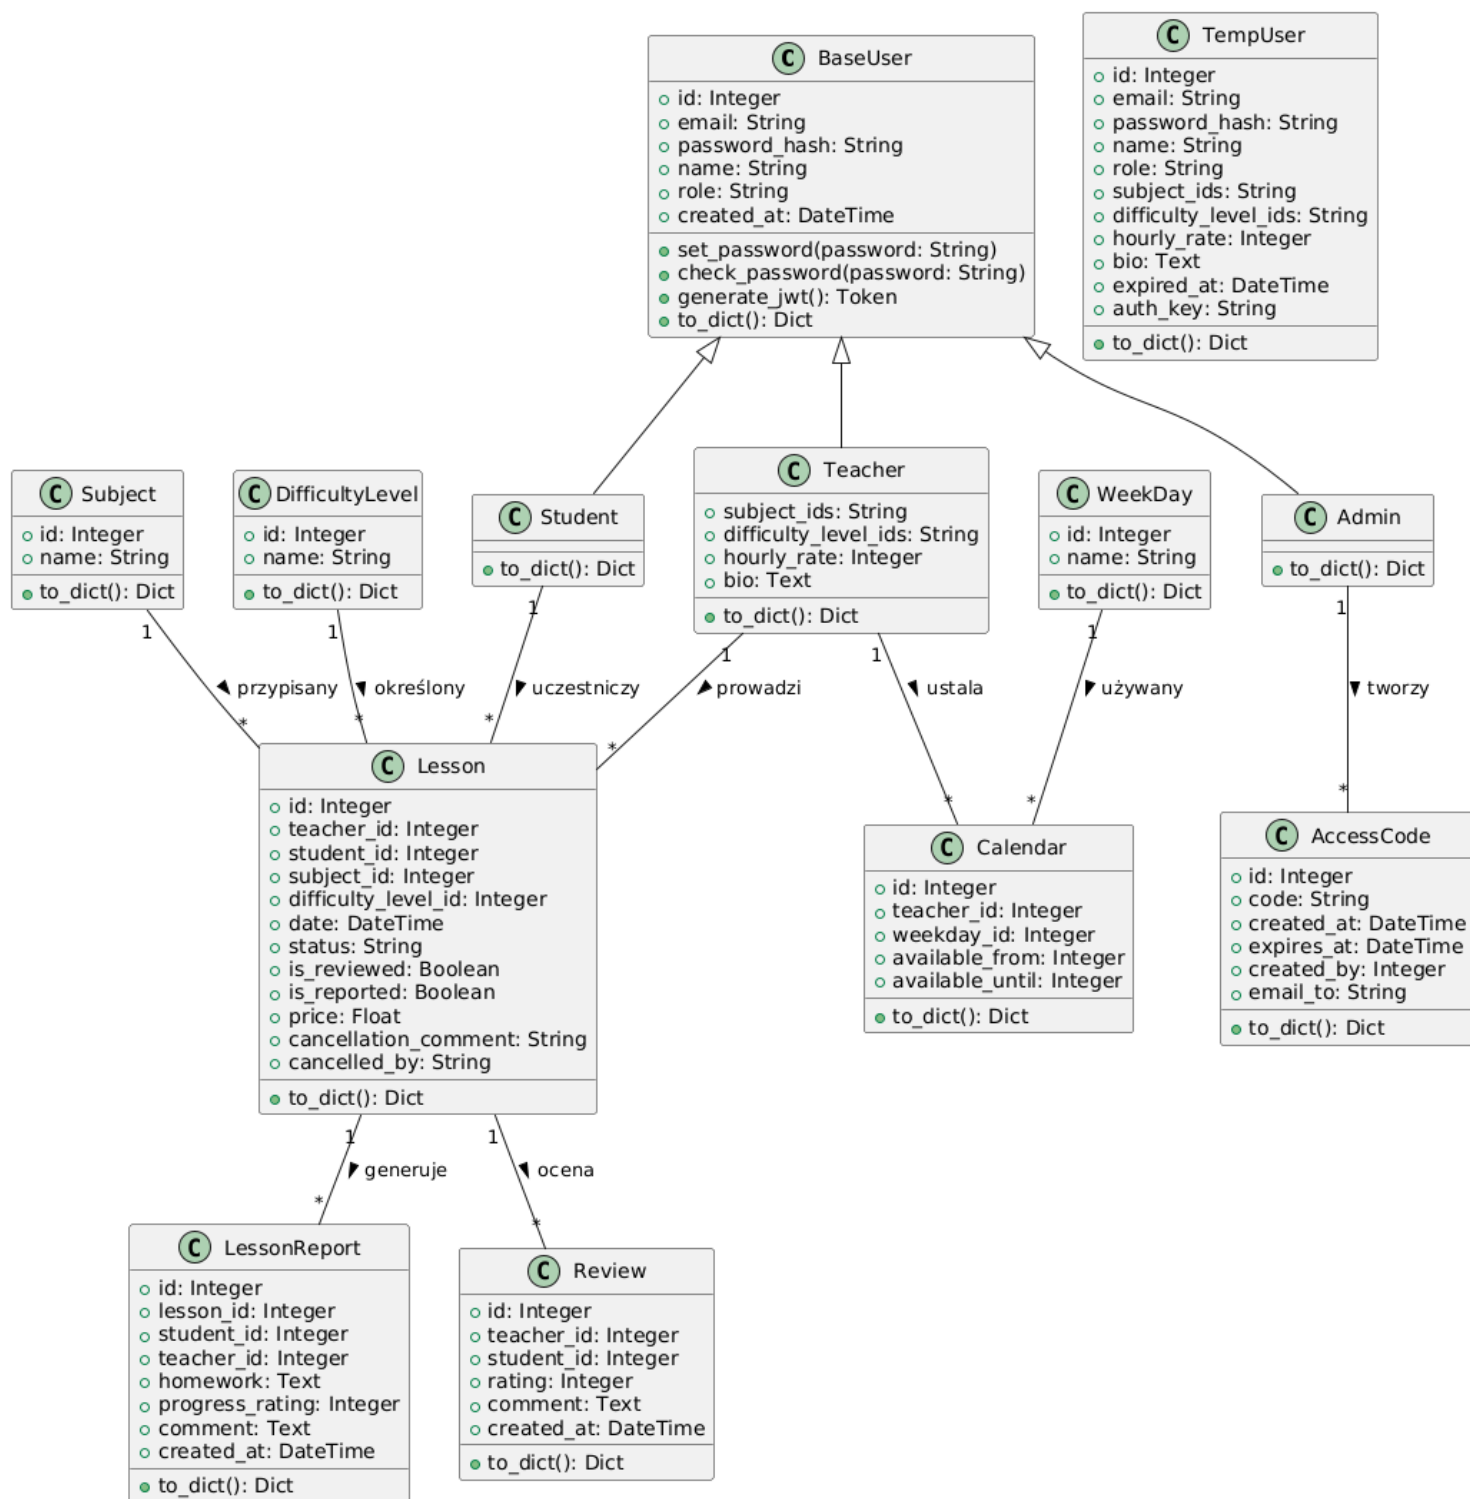 BaseUser
id: Integer
email: String
password_hash: String
name: String
role: String
created_at: DateTime
set_password(password: String)
check_password(password: String)
generate_jwt(): Token
to_dict(): Dict
TempUser
id: Integer
email: String
password_hash: String
name: String
role: String
subject_ids: String
difficulty_level_ids: String
hourly_rate: Integer
bio: Text
expired_at: DateTime
auth_key: String
to_dict(): Dict
Subject
id: Integer
name: String
to_dict(): Dict
DifficultyLevel
id: Integer
name: String
to_dict(): Dict
Student
to_dict(): Dict
Teacher
subject_ids: String
difficulty_level_ids: String
hourly_rate: Integer
bio: Text
to_dict(): Dict
WeekDay
id: Integer
name: String
to_dict(): Dict
Admin
to_dict(): Dict
1
przypisany
*
1
określony
*
1
uczestniczy
*
1
prowadzi
*
1
ustala
*
1
używany
*
1
tworzy
*
Lesson
id: Integer
teacher_id: Integer
student_id: Integer
subject_id: Integer
difficulty_level_id: Integer
date: DateTime
status: String
is_reviewed: Boolean
is_reported: Boolean
price: Float
cancellation_comment: String
cancelled_by: String
to_dict(): Dict
Calendar
id: Integer
teacher_id: Integer
weekday_id: Integer
available_from: Integer
available_until: Integer
to_dict(): Dict
AccessCode
id: Integer
code: String
created_at: DateTime
expires_at: DateTime
created_by: Integer
email_to: String
to_dict(): Dict
1
generuje
*
1
ocena
*
LessonReport
id: Integer
lesson_id: Integer
student_id: Integer
teacher_id: Integer
homework: Text
progress_rating: Integer
comment: Text
created_at: DateTime
to_dict(): Dict
Review
id: Integer
teacher_id: Integer
student_id: Integer
rating: Integer
comment: Text
created_at: DateTime
to_dict(): Dict